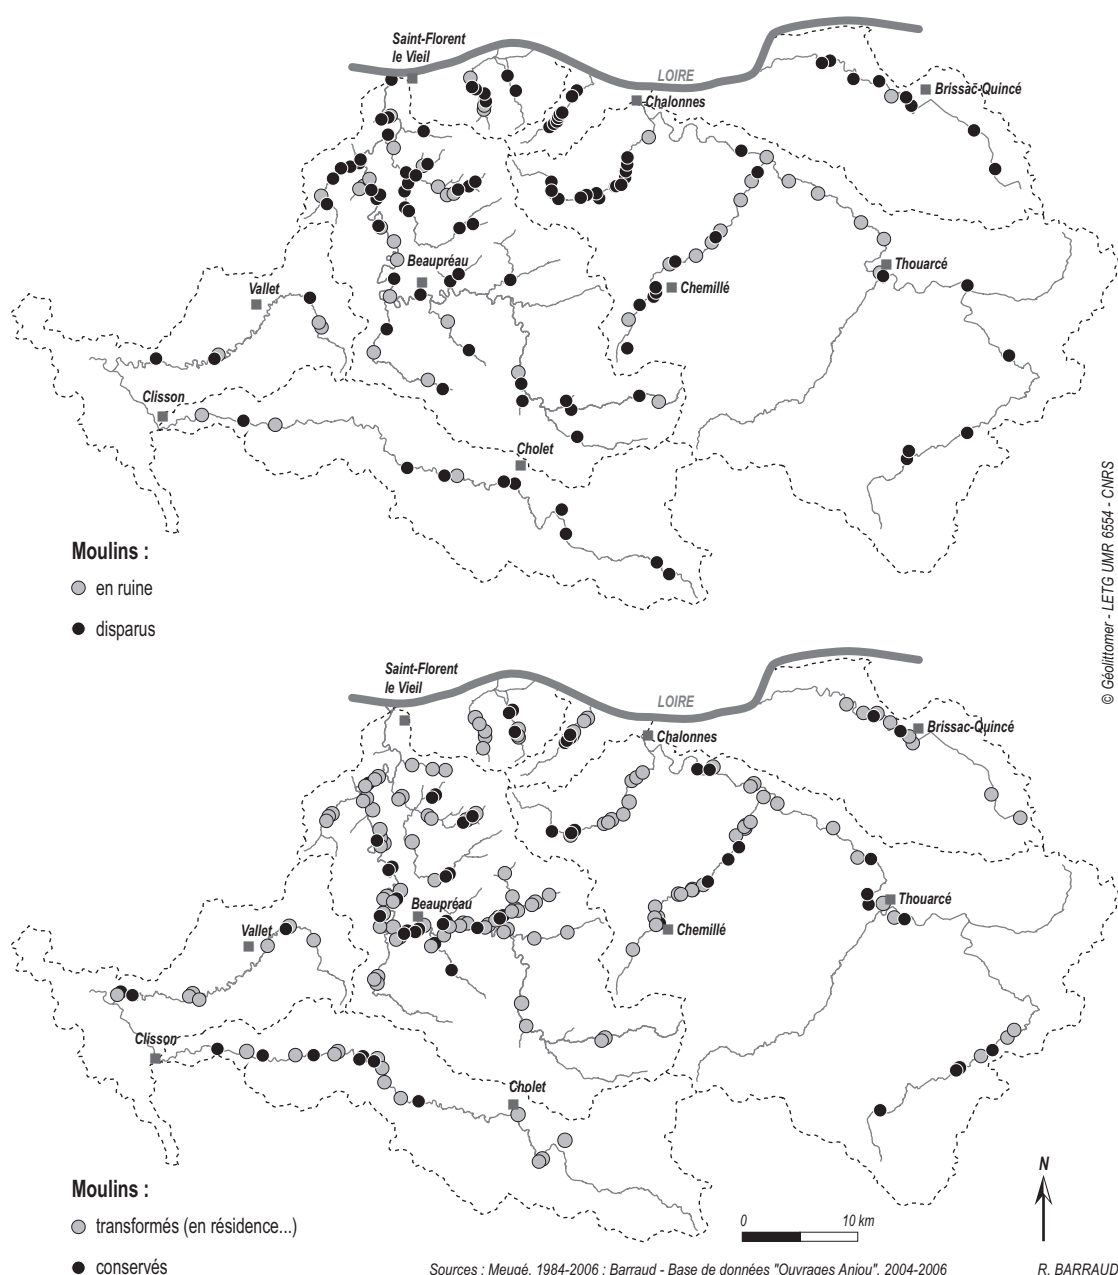 Saint-Florent
le Vieil
LOIRE
Chalonnes
Brissac-Quincé
Beaupréau
Thouarcé
Vallet
Chemillé
Clisson
Cholet
Moulins :
en ruine
disparus
© Géolittomer - LETG UMR 6554 - CNRS
Saint-Florent
le Vieil
LOIRE
Chalonnes
Brissac-Quincé
Beaupréau
Thouarcé
Vallet
Chemillé
Clisson
Cholet
Moulins :
transformés (en résidence...)
conservés
N
0 10 km
Sources : Meugé, 1984-2006 ; Barraud - Base de données "Ouvrages Anjou", 2004-2006
R. BARRAUD